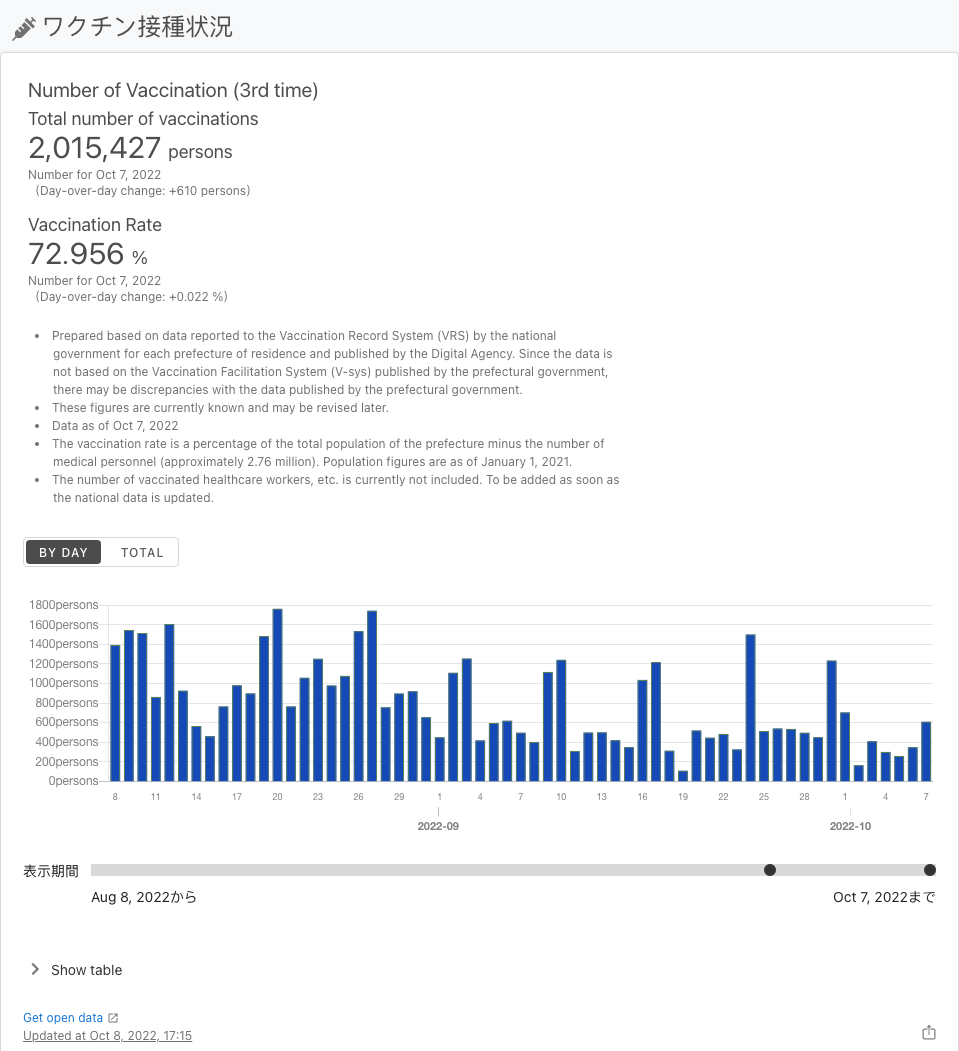 ワクチン接種状況
Number of Vaccination (3rd time)
Total number of vaccinations
2,015,427 persons
Number for Oct 7, 2022
(Day-over-day change: +610 persons)
Vaccination Rate
72.956 %
Number for Oct 7, 2022
(Day-over-day change: +0.022 %)
• Prepared based on data reported to the Vaccination Record System (VRS) by the national
government for each prefecture of residence and published by the Digital Agency. Since the data is
not based on the Vaccination Facilitation System (V-sys) published by the prefectural government,
there may be discrepancies with the data published by the prefectural government.
• These figures are currently known and may be revised later.
• Data as of Oct 7, 2022
• The vaccination rate is a percentage of the total population of the prefecture minus the number of
medical personnel (approximately 2.76 million). Population figures are as of January 1, 2021.
• The number of vaccinated healthcare workers, etc. is currently not included. To be added as soon as
the national data is updated.
BY DAY TOTAL
1800persons
1600persons
1400persons
1200persons
1000persons
800persons
600persons
400persons
200persons
0persons
8 11 14 17 20 23 26 29 1 4 7 10 13 16 19 22 25 28 1 4 7
2022-09 2022-10
表示期間
Aug 8, 2022から Oct 7, 2022まで
Show table
Get open data
Updated at Oct 8, 2022, 17:15